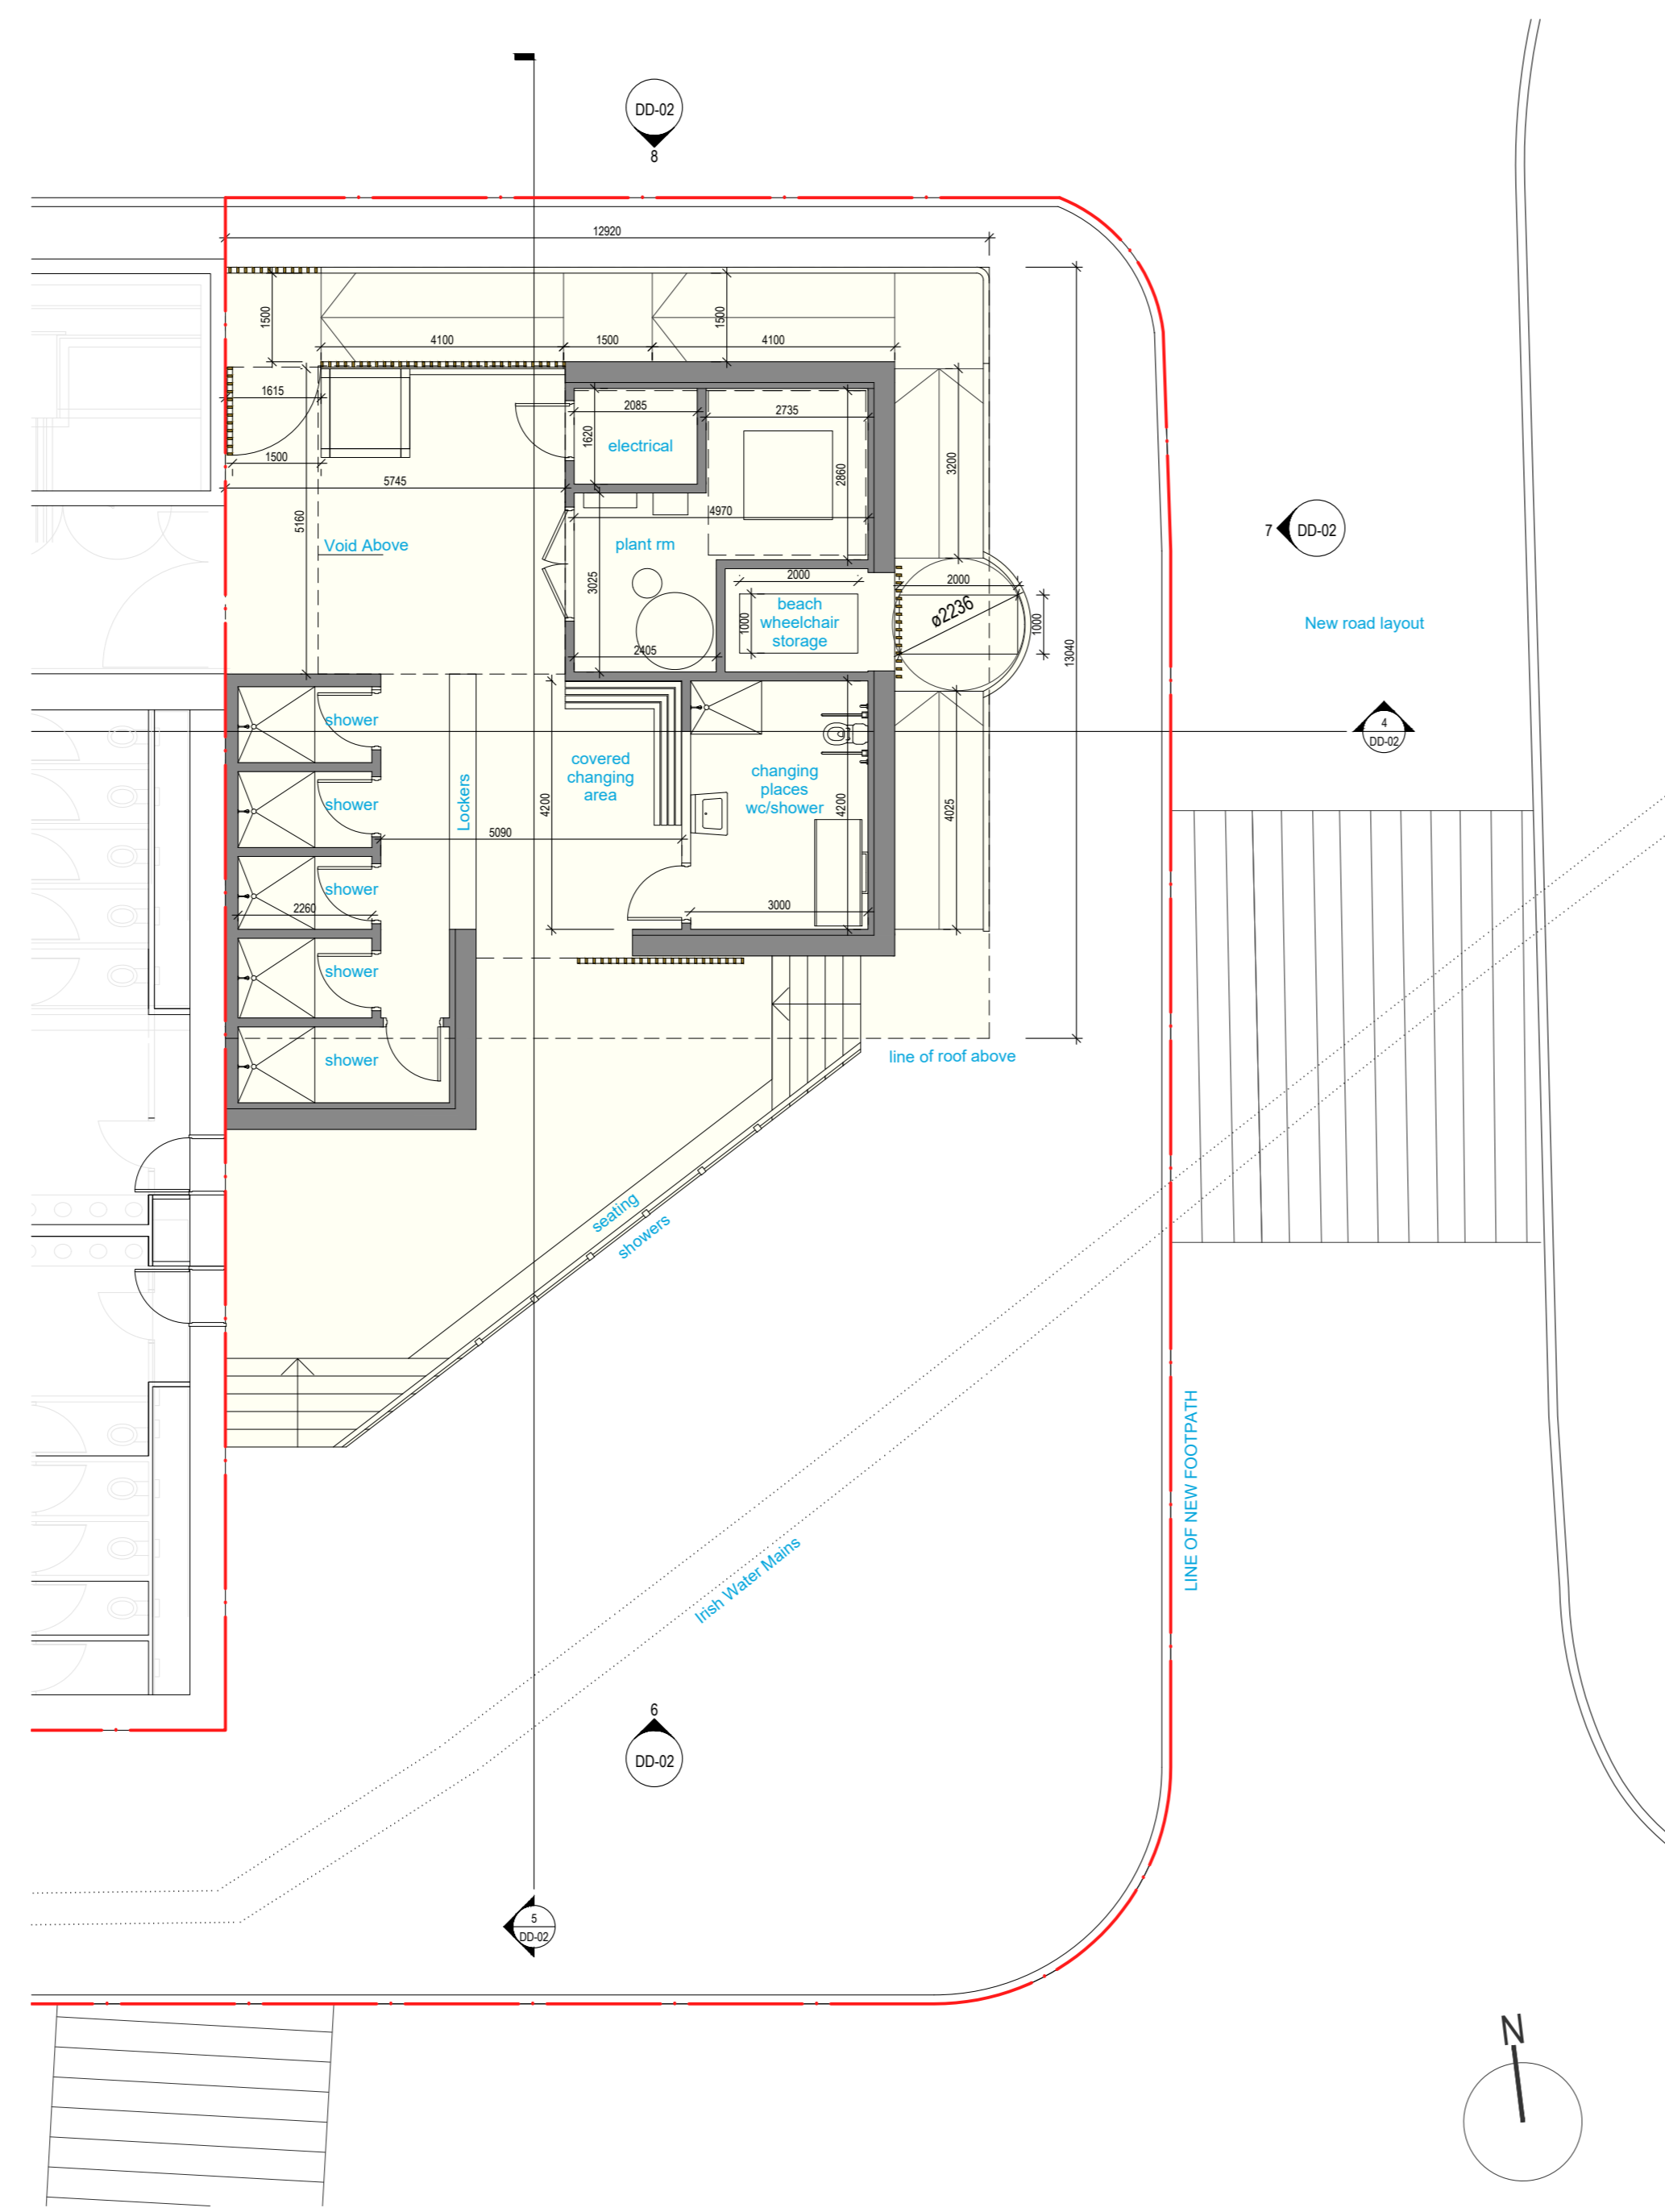 DD-02
8
12920
1500
1500
4100
1500
4100
1615
2085
2735
1620
electrical
1500
3200
2860
5745
5160
4970
7
DD-02
Void Above
plant rm
3025
2000
2000
beach
wheelchair
storage
1000
ø2236
1000
New road layout
13040
2405
shower
4
DD-02
covered
changing
area
changing
places
wc/shower
shower
Lockers
4200
4200
4025
5090
shower
2260
3000
shower
line of roof above
shower
seating
showers
LINE OF NEW FOOTPATH
Irish Water Mains
6
DD-02
5
DD-02
N